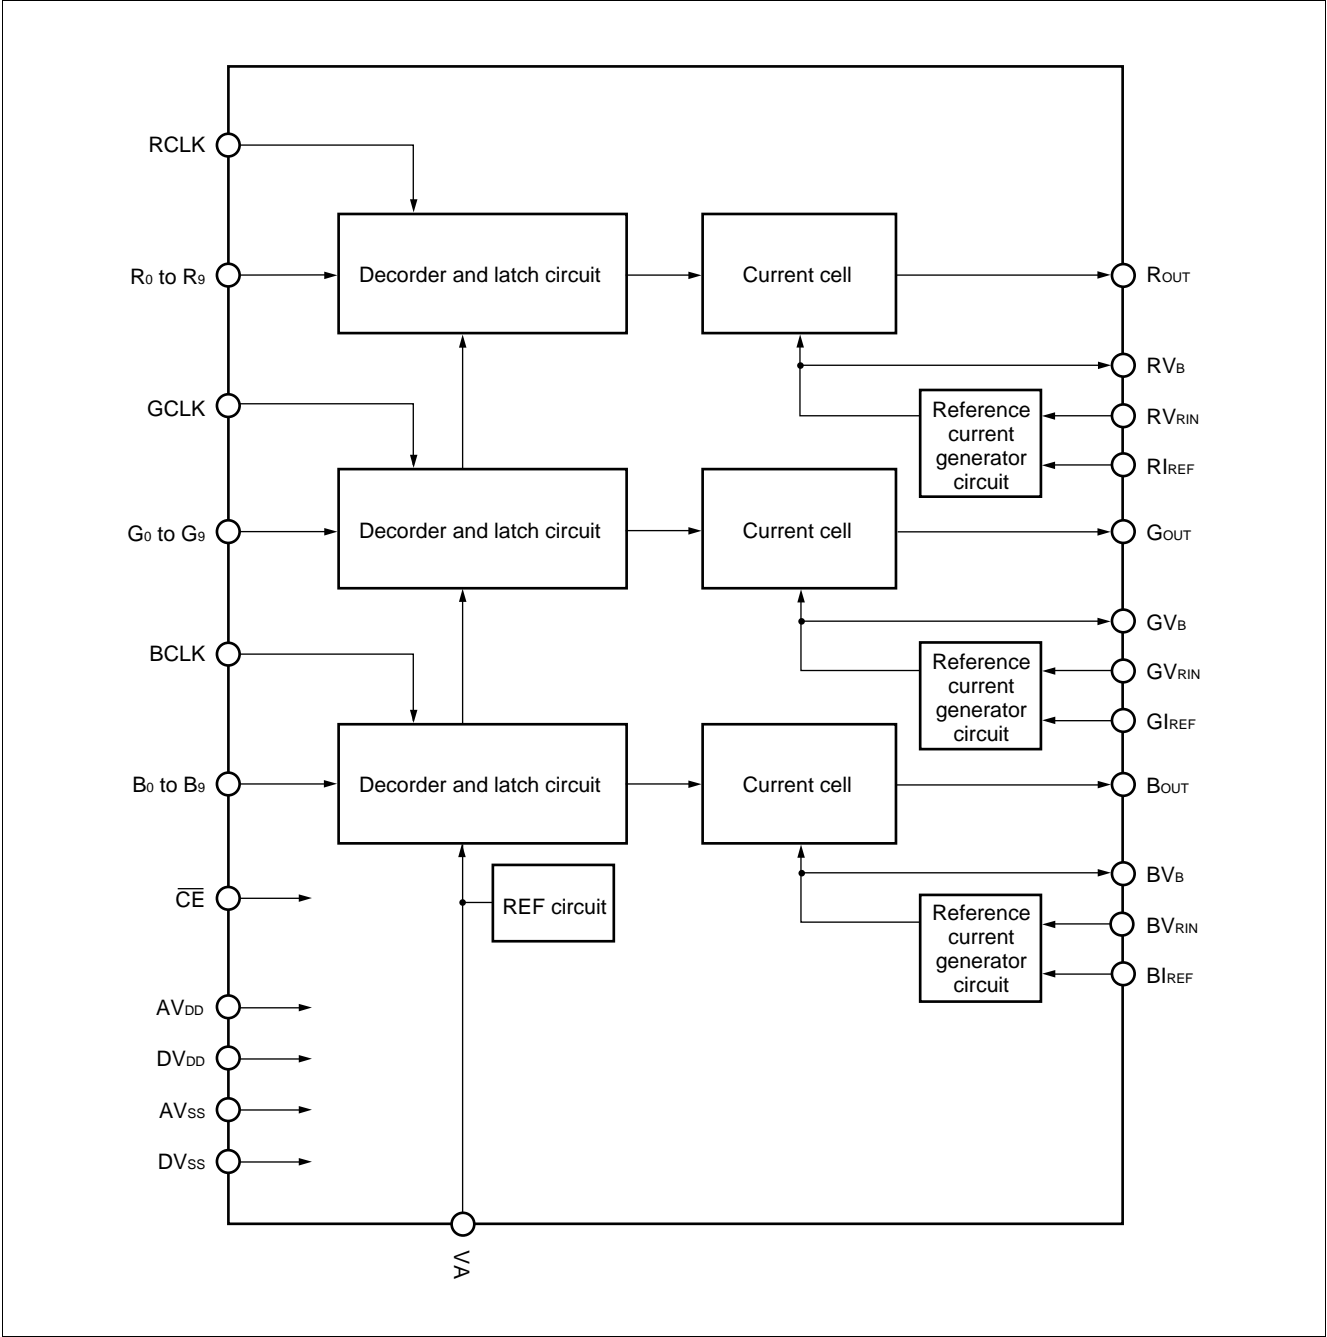 RCLK
R0 to R9
Decorder and latch circuit
Current cell
ROUT
RVB
GCLK
Reference
current
generator
circuit
RVRIN
RIREF
G0 to G9
Decorder and latch circuit
Current cell
GOUT
GVB
BCLK
Reference
current
generator
circuit
GVRIN
GIREF
B0 to B9
Decorder and latch circuit
Current cell
BOUT
BVB
CE
REF circuit
Reference
current
generator
circuit
BVRIN
BIREF
AVDD
DVDD
AVSS
DVSS
VA